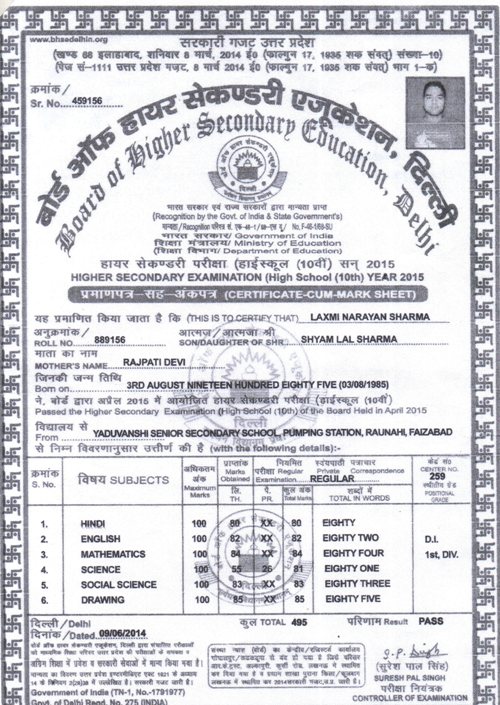 www.bhsedelhin.org
सरकारी गजट उत्तर प्रदेश
(खण्ड 66 इलाहाबाद, शनिवार 8 मार्च, 2014 ई0 (फाल्गुन 17, 1935 शक संवत्) संख्या-10)
(पेज सं-1111 उत्तर प्रदेश गजट, 8 मार्च, 2014 ई0 (फाल्गुन 17, 1935 शक संवत्) भाग 1-क)
क्रमांक/
Sr. No. 459156
बोर्ड ऑफ हायर सेकण्डरी एजूकेशन, दिल्ली
Board of Higher Secondary Education, Delhi
भारत सरकार एवं राज्य सरकारों द्वारा मान्यता प्राप्त
(Recognition by the Govt. of India & State Government's)
भारत सरकार/Government of India
शिक्षा मंत्रालय/Ministry of Education
(शिक्षा विभाग/Department of Education)
हायर सेकण्डरी परीक्षा (हाईस्कूल (10वीं) सन् 2015
HIGHER SECONDARY EXAMINATION (High School (10th) YEAR 2015
प्रमाणपत्र-सह-अंकपत्र (CERTIFICATE-CUM-MARK SHEET)
यह प्रमाणित किया जाता है कि (THIS IS TO CERTIFY THAT) LAXMI NARAYAN SHARMA
अनुक्रमांक/ आत्मज/आत्मजा श्री
ROLL NO. 889156 SON/DAUGHTER OF SHRI SHYAM LAL SHARMA
माता का नाम
MOTHER'S NAME RAJPATI DEVI
जिनकी जन्म तिथि
Born on 3RD AUGUST NINETEEN HUNDRED EIGHTY FIVE (03/08/1985)
ने, बोर्ड द्वारा अप्रैल 2015 में आयोजित हायर सेकण्डरी परीक्षा (हाईस्कूल (10वीं)
Passed the Higher Secondary Examination (High School (10th) of the Board Held in April 2015
विद्यालय से
From YADUVANSHI SENIOR SECONDARY SCHOOL, PUMPING STATION, RAUNAHI, FAIZABAD
से निम्न विवरणानुसार उत्तीर्ण की है (with the following details):-
क्रमांक S. No. विषय SUBJECTS अधिकतम अंक Maximum Marks प्राप्तांक Marks Obtained नियमित स्वंयपाठी पत्राचार केंद्र सं0
परीक्षा Regular Private Correspondence CENTER NO.
Examination REGULAR 259
लि. TH. प्रै. PR. कुल अंक Total Marks शब्दों में TOTAL IN WORDS POSITIONAL GRADE
1. HINDI 100 80 XX 80 EIGHTY
2. ENGLISH 100 82 XX 82 EIGHTY TWO D.I.
3. MATHEMATICS 100 84 XX 84 EIGHTY FOUR 1st, DIV.
4. SCIENCE 100 55 26 81 EIGHTY ONE
5. SOCIAL SCIENCE 100 83 XX 83 EIGHTY THREE
6. DRAWING 100 85 XX 85 EIGHTY FIVE
दिल्ली/Delhi कुल TOTAL 495 परिणाम Result PASS
दिनांक/Dated. 09/06/2014
S.P. Singh
(सुरेश पाल सिंह)
SURESH PAL SINGH
परीक्षा नियंत्रक
CONTROLLER OF EXAMINATION
Government of India (TN-1, No.-1791977)
Government of Delhi Regd. No. 275 (INDIA)